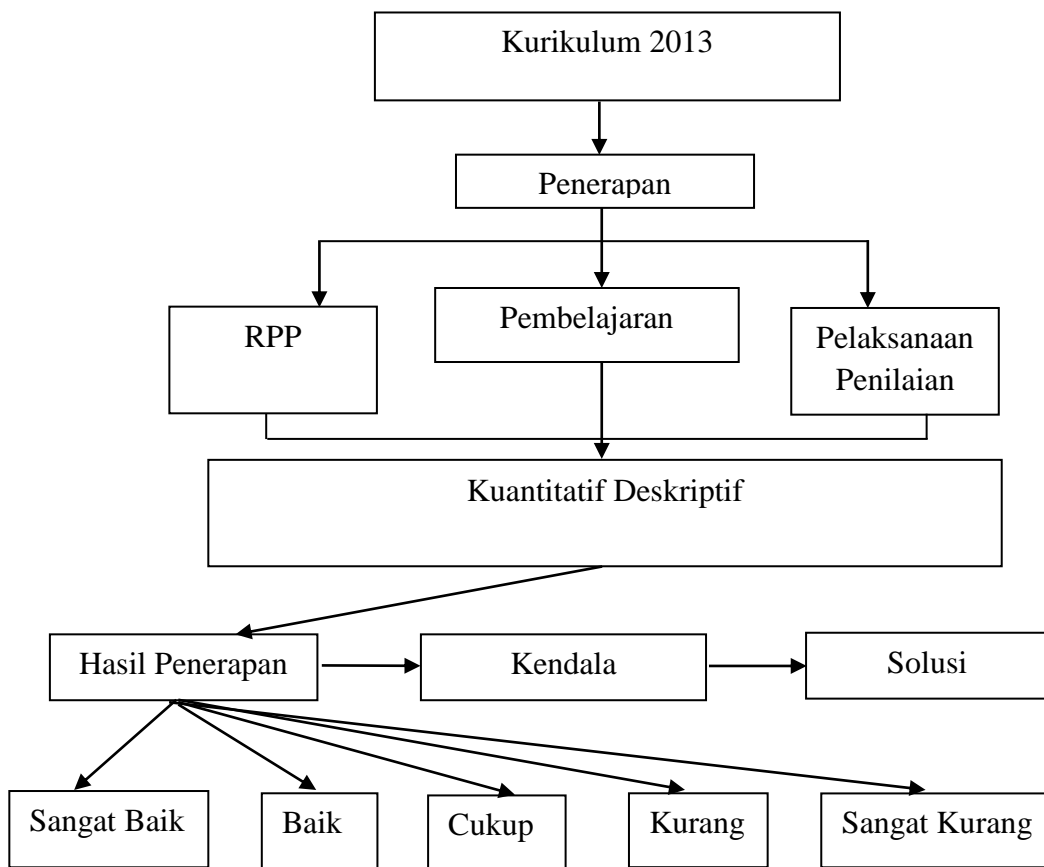 Kurikulum 2013
Penerapan
RPP
Pembelajaran
Pelaksanaan
Penilaian
Kuantitatif Deskriptif
Hasil Penerapan
Kendala
Solusi
Sangat Baik
Baik
Cukup
Kurang
Sangat Kurang